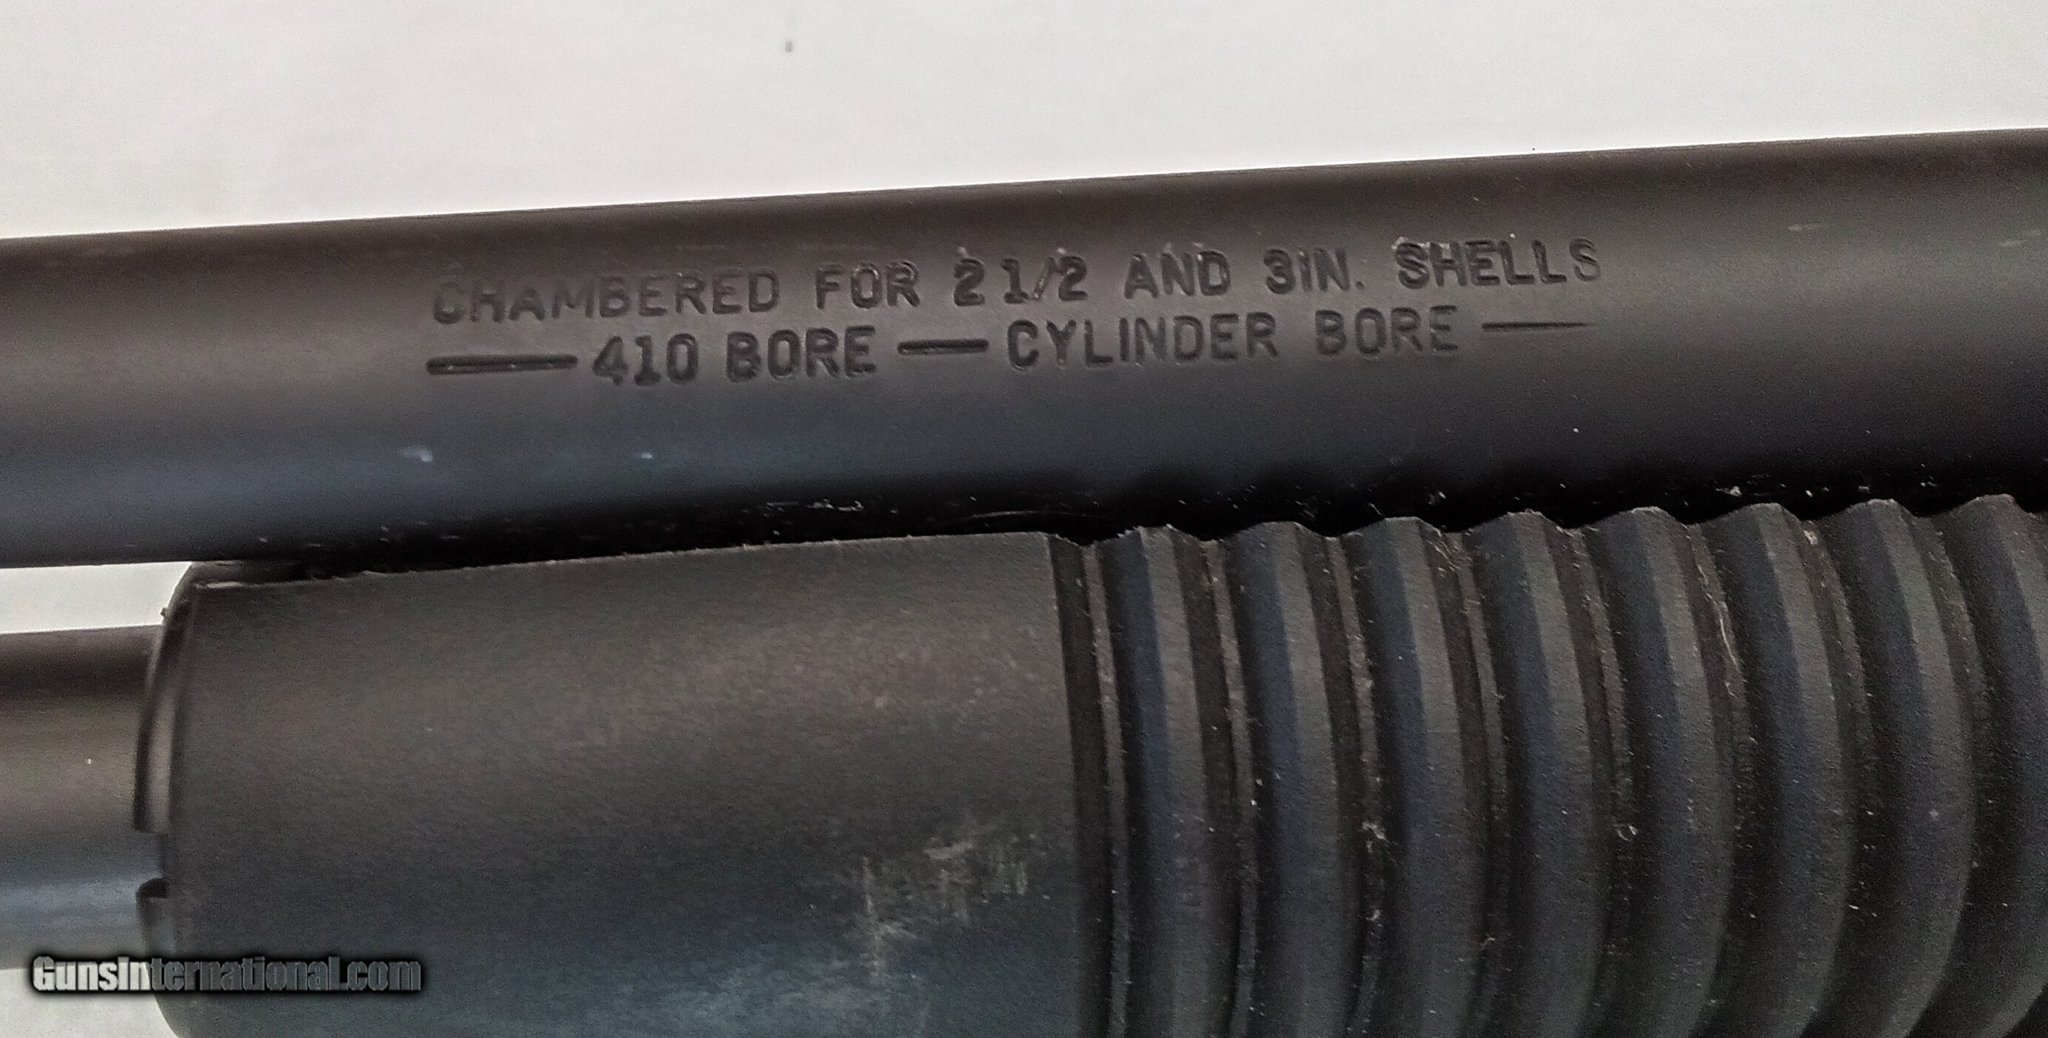 CHAMBERED FOR 2 1/2 AND 3IN. SHELLS
— 410 BORE — CYLINDER BORE —
GunsInternational.com